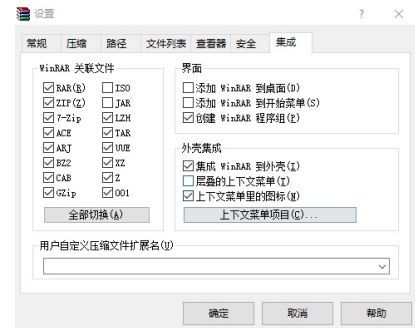 设置
常规 压缩 路径 文件列表 查看器 安全 集成
WinRAR 关联文件
RAR(R) ISO
ZIP(Z) JAR
7-Zip LZH
ACE TAR
ARJ UUE
BZ2 XZ
CAB Z
GZip 001
全部切换(A)
界面
添加 WinRAR 到桌面(D)
添加 WinRAR 到开始菜单(S)
创建 WinRAR 程序组(P)
外壳集成
集成 WinRAR 到外壳(I)
层叠的上下文菜单(T)
上下文菜单里的图标(N)
上下文菜单项目(C)...
用户自定义压缩文件扩展名(U)
确定 取消 帮助